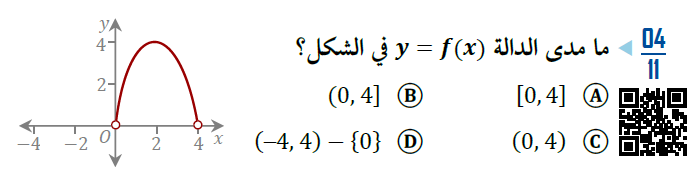 04
11
ما مدى الدالة y = f(x) في الشكل؟
A [0, 4]
B (0, 4]
C (0, 4)
D (−4, 4) − {0}
y
4
2
−4 −2 O 2 4 x